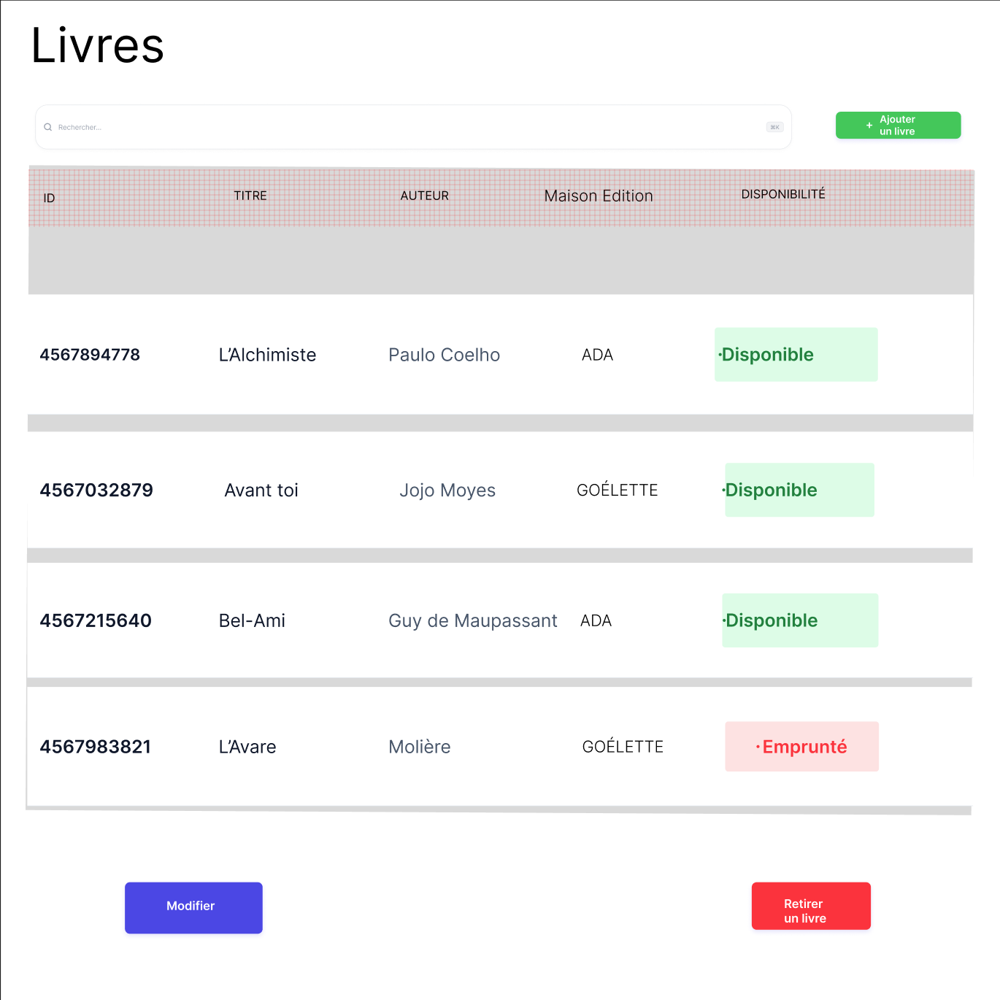 Livres
Rechercher...
⌘K
+ Ajouter
un livre
ID TITRE AUTEUR Maison Edition DISPONIBILITÉ
4567894778 L’Alchimiste Paulo Coelho ADA ·Disponible
4567032879 Avant toi Jojo Moyes GOÉLETTE ·Disponible
4567215640 Bel-Ami Guy de Maupassant ADA ·Disponible
4567983821 L’Avare Molière GOÉLETTE ·Emprunté
Modifier
Retirer
un livre